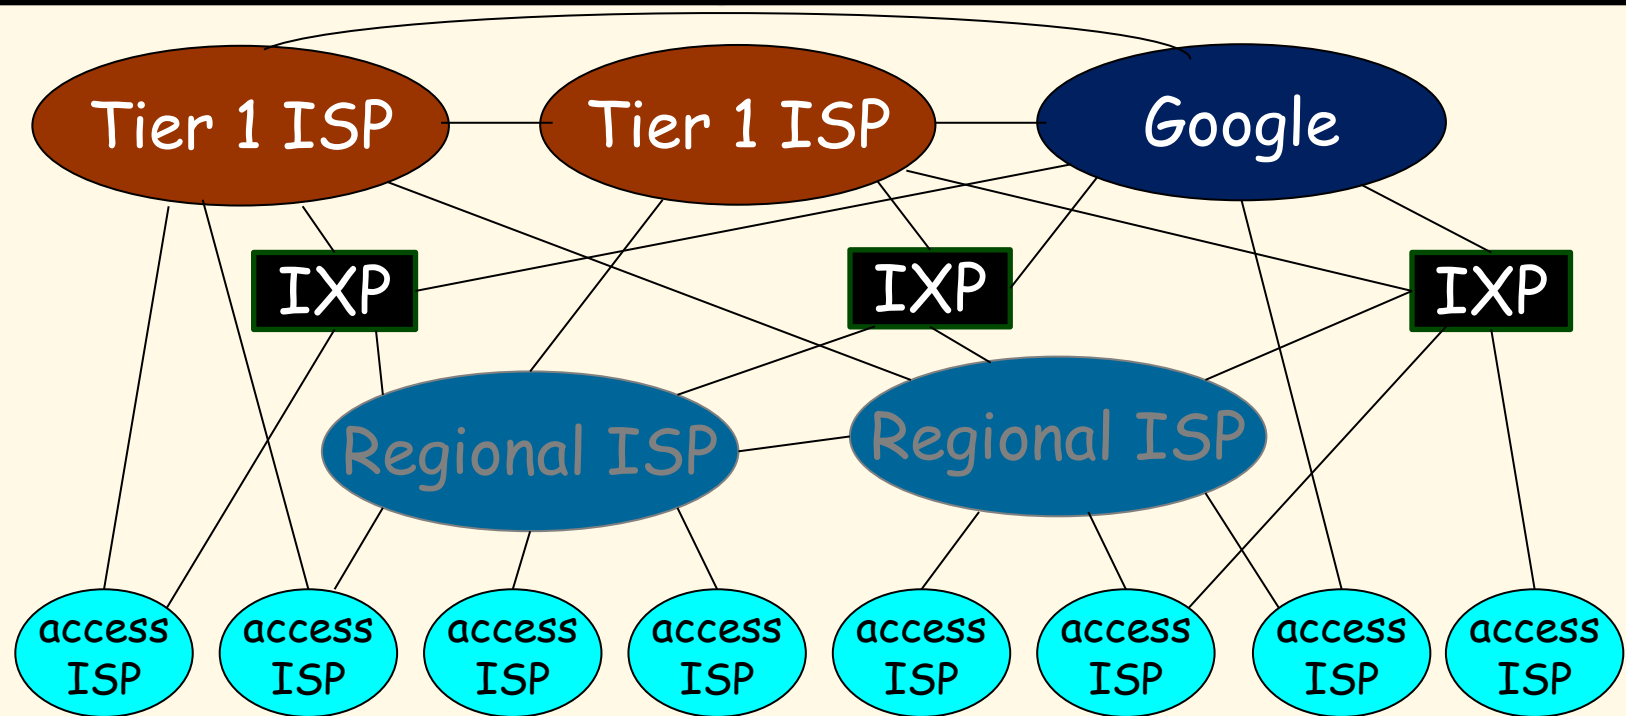 Tier 1 ISP
Tier 1 ISP
Google
IXP
IXP
IXP
Regional ISP
Regional ISP
access
ISP
access
ISP
access
ISP
access
ISP
access
ISP
access
ISP
access
ISP
access
ISP